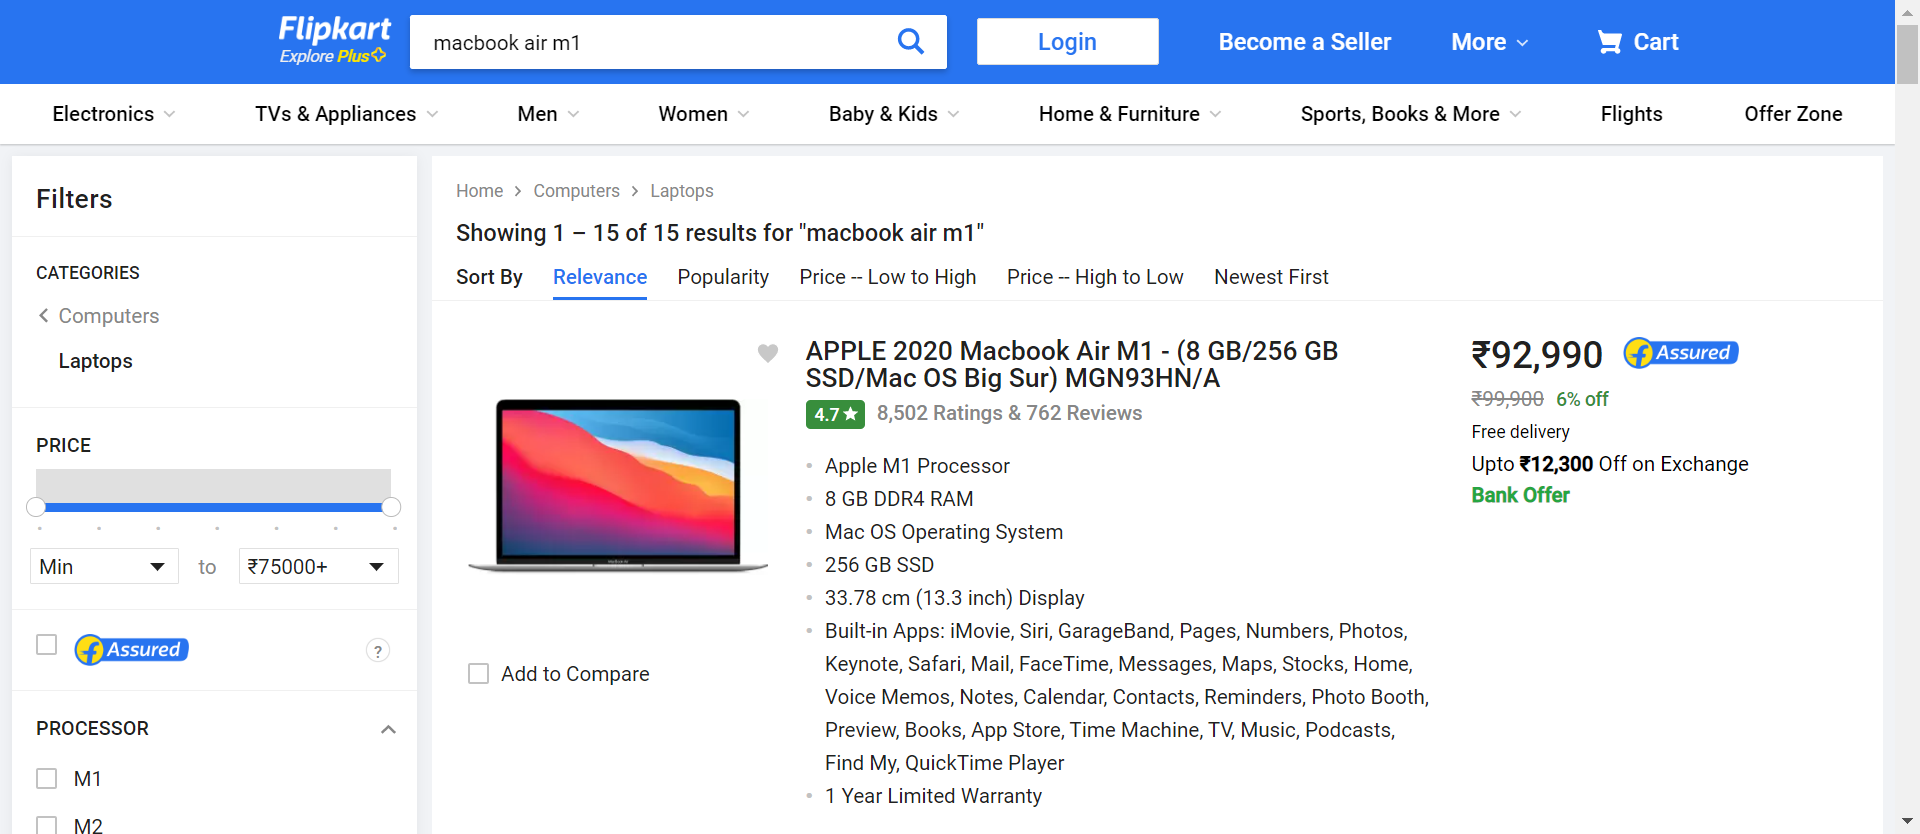 Flipkart
Explore Plus
macbook air m1
Login
Become a Seller
More
Cart
Electronics
TVs & Appliances
Men
Women
Baby & Kids
Home & Furniture
Sports, Books & More
Flights
Offer Zone
Filters
CATEGORIES
Computers
Laptops
PRICE
Min
to
₹75000+
Assured
?
PROCESSOR
M1
M2
Home
Computers
Laptops
Showing 1 – 15 of 15 results for "macbook air m1"
Sort By
Relevance
Popularity
Price -- Low to High
Price -- High to Low
Newest First
Add to Compare
APPLE 2020 Macbook Air M1 - (8 GB/256 GB
SSD/Mac OS Big Sur) MGN93HN/A
4.7★ 8,502 Ratings & 762 Reviews
Apple M1 Processor
8 GB DDR4 RAM
Mac OS Operating System
256 GB SSD
33.78 cm (13.3 inch) Display
Built-in Apps: iMovie, Siri, GarageBand, Pages, Numbers, Photos,
Keynote, Safari, Mail, FaceTime, Messages, Maps, Stocks, Home,
Voice Memos, Notes, Calendar, Contacts, Reminders, Photo Booth,
Preview, Books, App Store, Time Machine, TV, Music, Podcasts,
Find My, QuickTime Player
1 Year Limited Warranty
₹92,990
Assured
₹99,900 6% off
Free delivery
Upto ₹12,300 Off on Exchange
Bank Offer